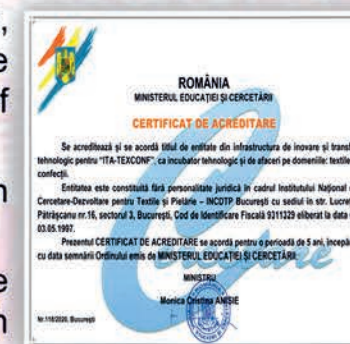 ,
e
f
ROMÂNIA
MINISTERUL EDUCAȚIEI ȘI CERCETĂRII
CERTIFICAT DE ACREDITARE
Se acreditează și se acordă titlul de entitate din infrastructura de inovare și transf
tehnologic pentru "ITA-TEXCONF", ca incubator tehnologic și de afaceri pe domeniile: textile
confecții.
n
Entitatea este constituită fără personalitate juridică în cadrul Institutului Național
Cercetare-Dezvoltare pentru Textile și Pielărie – INCDTP București cu sediul in str. Lucreț
Pătrășcanu nr.16, sectorul 3, București, Cod de Identificare Fiscală 9311329 eliberat la data
03.05.1997.
Prezentul CERTIFICAT DE ACREDITARE se acordă pentru o perioadă de 5 ani, începâ
cu data semnării Ordinului emis de MINISTERUL EDUCAȚIEI ȘI CERCETĂRII.
e
n
MINISTRU
Monica Cristina ANISIE
Cercetare
Nr.118/2020, București